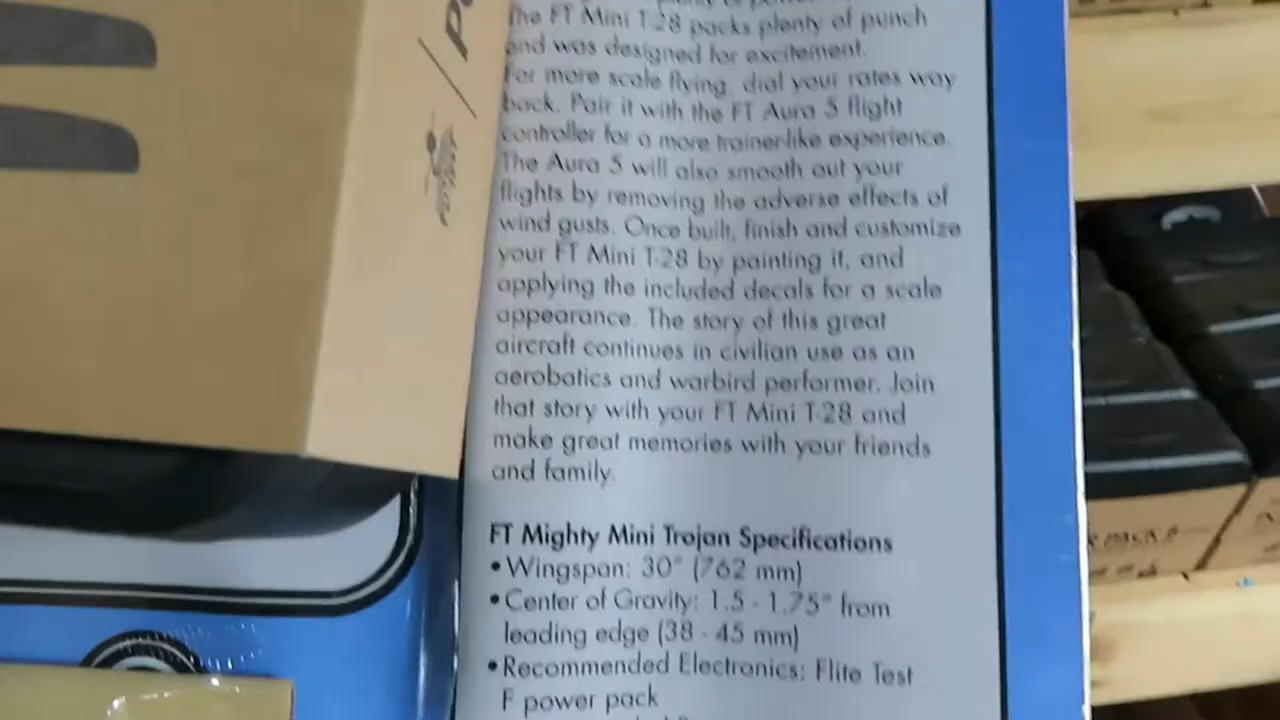 The FT Mini T-28 packs plenty of punch
and was designed for excitement.
For more scale flying, dial your rates way
back. Pair it with the FT Aura 5 flight
controller for a more trainer-like experience.
The Aura 5 will also smooth out your
flights by removing the adverse effects of
wind gusts. Once built, finish and customize
your FT Mini T-28 by painting it, and
applying the included decals for a scale
appearance. The story of this great
aircraft continues in civilian use as an
aerobatics and warbird performer. Join
that story with your FT Mini T-28 and
make great memories with your friends
and family.
FT Mighty Mini Trojan Specifications
•Wingspan: 30" (762 mm)
•Center of Gravity: 1.5 - 1.75" from
leading edge (38 - 45 mm)
•Recommended Electronics: Flite Test
F power pack